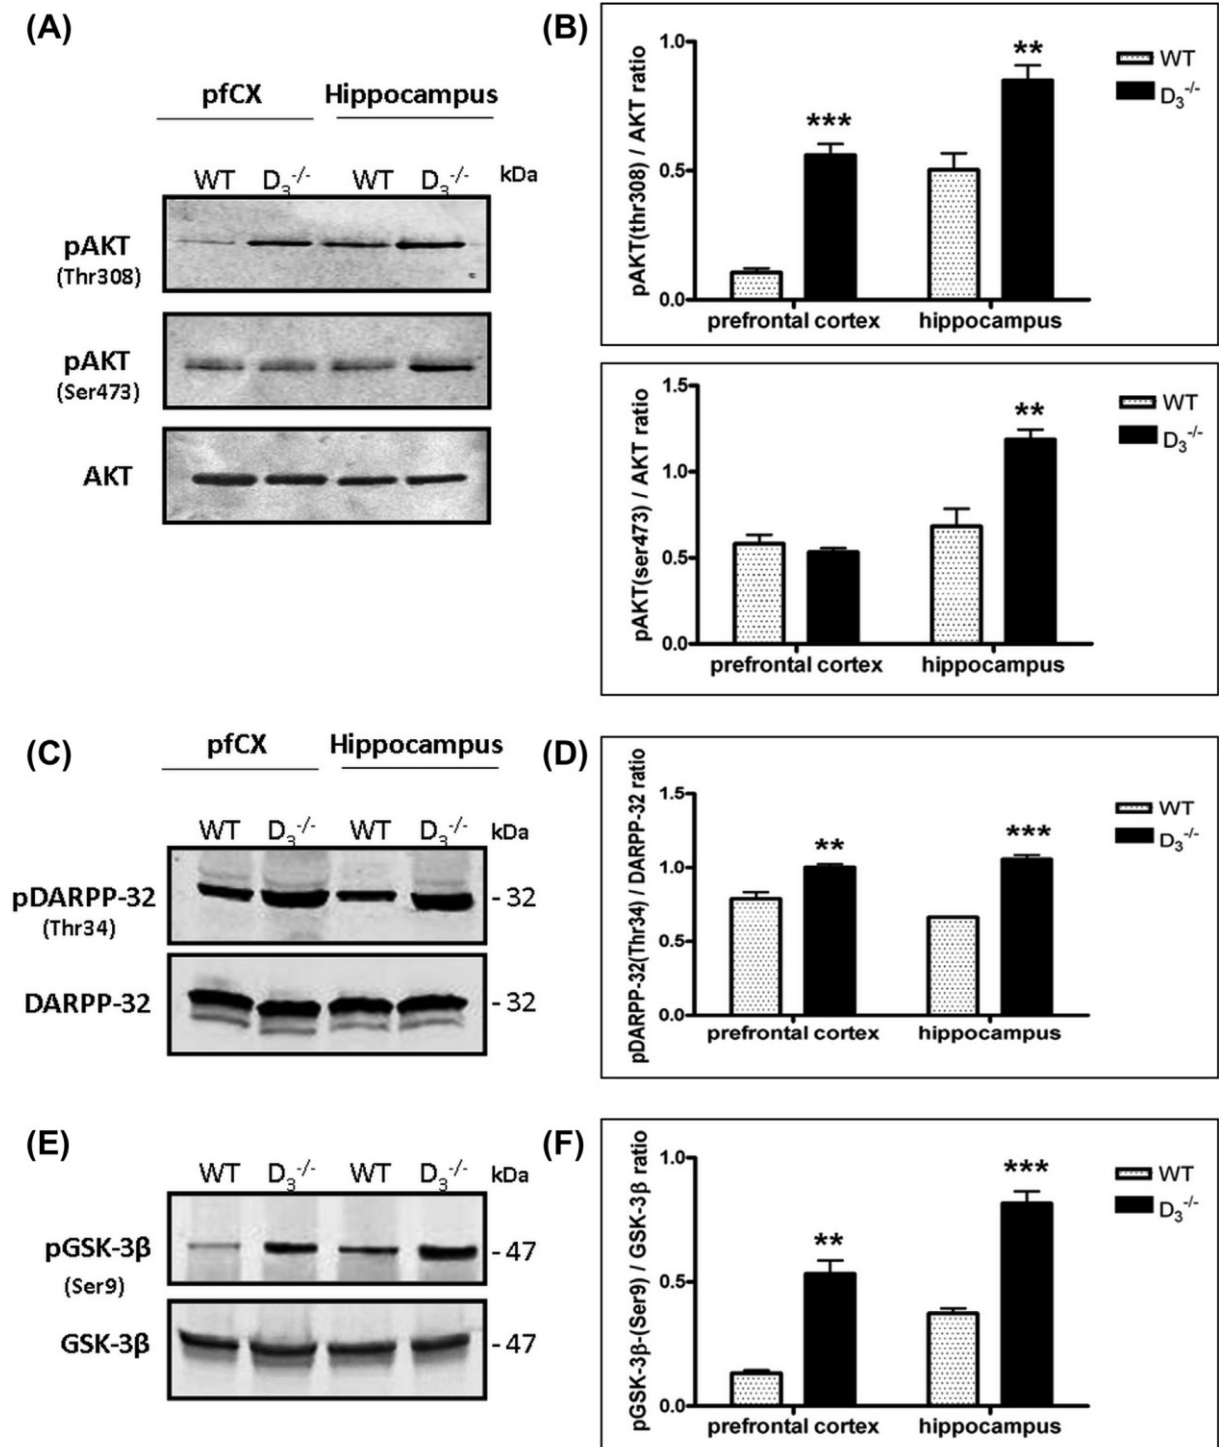 (A)
pfCX Hippocampus
WT D3-/- WT D3-/- kDa
pAKT
(Thr308)
pAKT
(Ser473)
AKT
(B)
pAKT(thr308) / AKT ratio
1.0
0.5
0.0
*** **
prefrontal cortex hippocampus
WT
D3-/-
pAKT(ser473) / AKT ratio
1.5
1.0
0.5
0.0
**
prefrontal cortex hippocampus
WT
D3-/-
(C)
pfCX Hippocampus
WT D3-/- WT D3-/- kDa
pDARPP-32 - 32
(Thr34)
DARPP-32 - 32
(D)
pDARPP-32(Thr34) / DARPP-32 ratio
1.5
1.0
0.5
0.0
** ***
prefrontal cortex hippocampus
WT
D3-/-
(E)
WT D3-/- WT D3-/- kDa
pGSK-3β - 47
(Ser9)
GSK-3β - 47
(F)
pGSK-3β-(Ser9) / GSK-3β ratio
1.0
0.5
0.0
** ***
prefrontal cortex hippocampus
WT
D3-/-